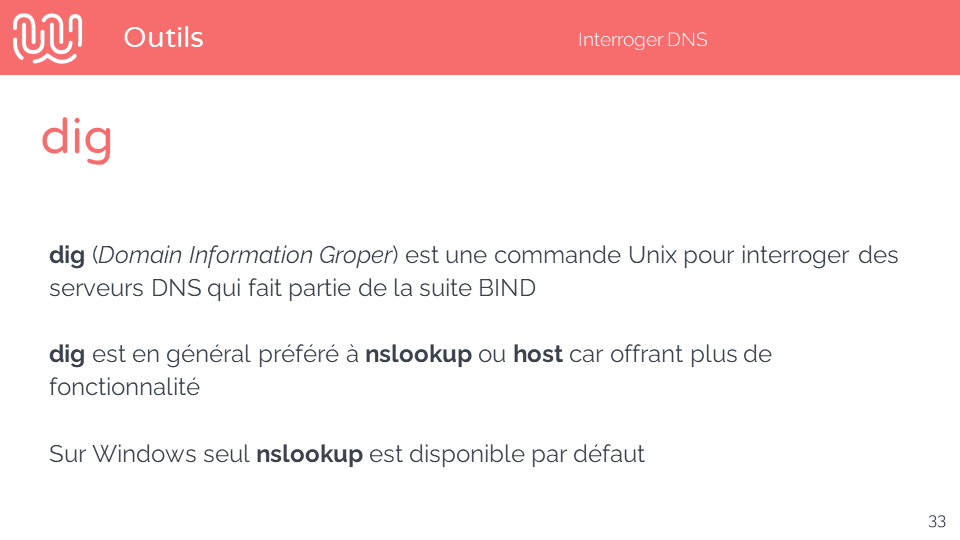 Outils
Interroger DNS
dig
dig (Domain Information Groper) est une commande Unix pour interroger des
serveurs DNS qui fait partie de la suite BIND
dig est en général préféré à nslookup ou host car offrant plus de
fonctionnalité
Sur Windows seul nslookup est disponible par défaut
33